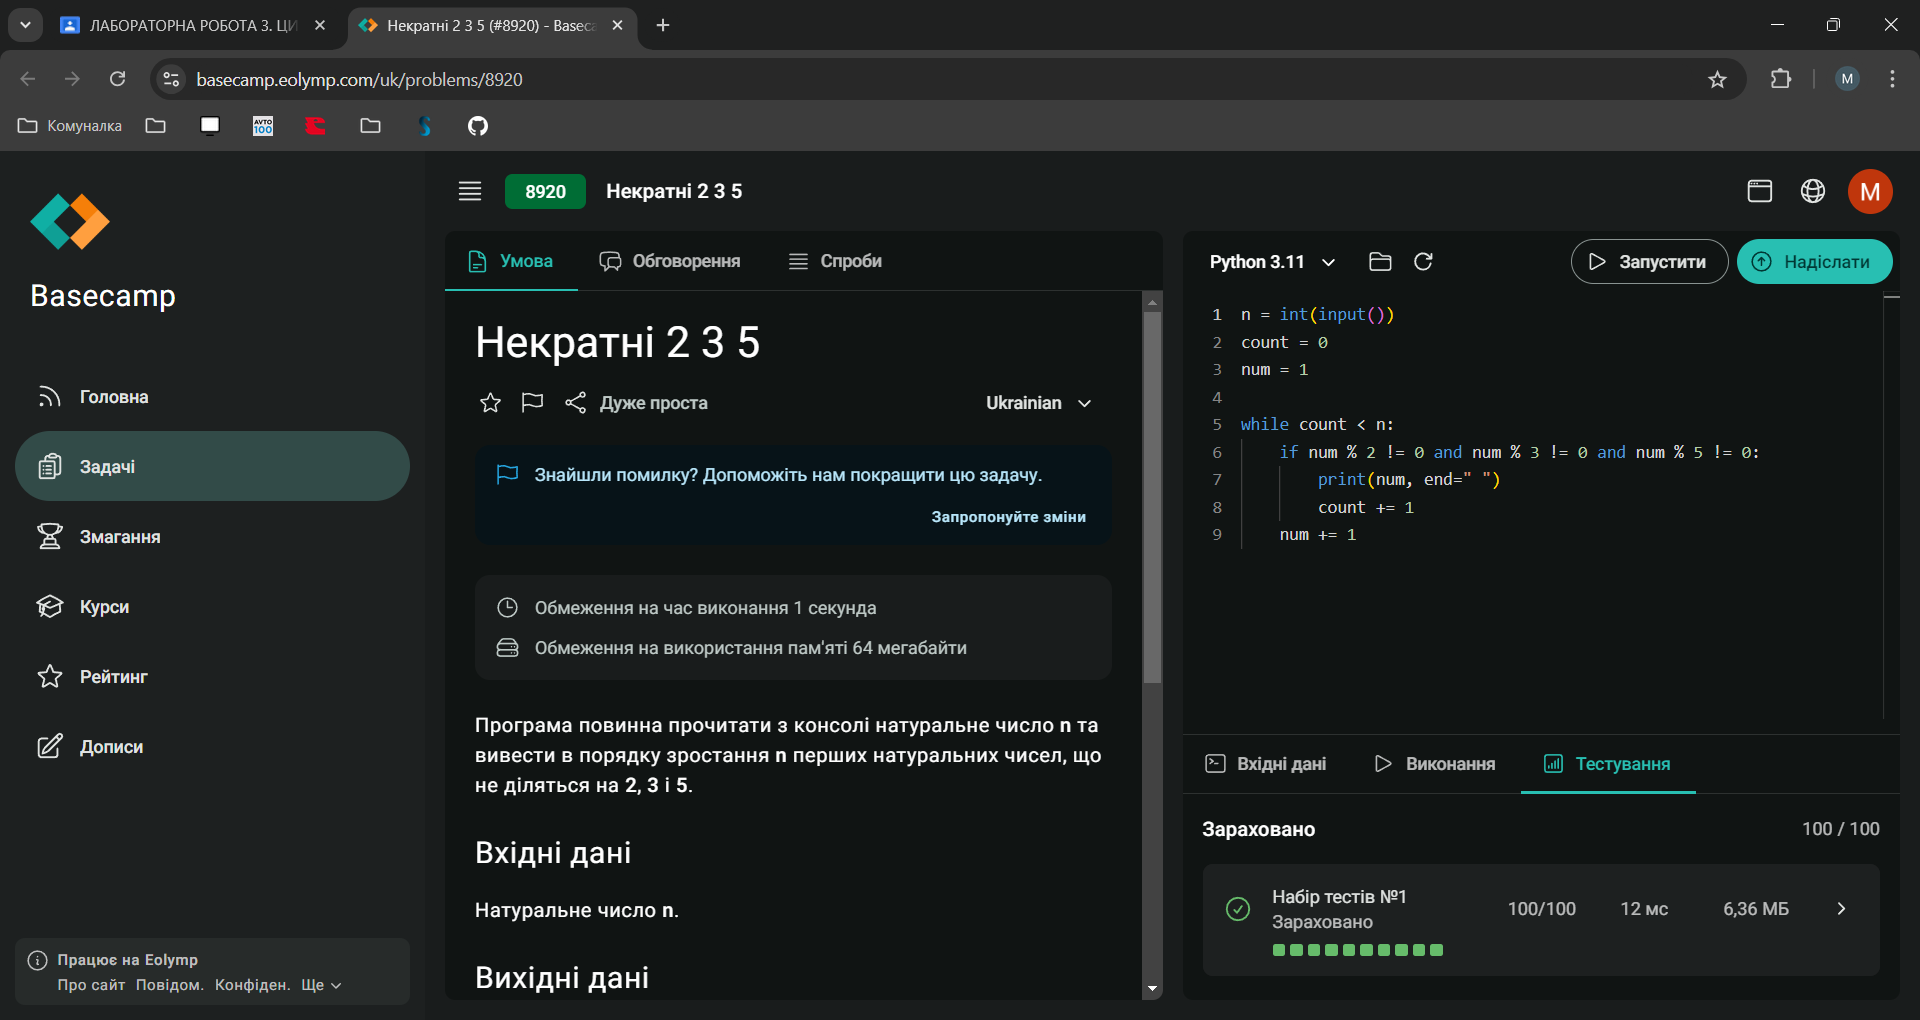 ЛАБОРАТОРНА РОБОТА 3. ЦИ
Некратні 2 3 5 (#8920) - Baseca
basecamp.eolymp.com/uk/problems/8920
M
Комуналка
AVTO
100
Basecamp
Головна
Задачі
Змагання
Курси
Рейтинг
Дописи
Працює на Eolymp
Про сайт Повідом. Конфіден. Ще
8920 Некратні 2 3 5
M
Умова Обговорення Спроби
Некратні 2 3 5
Дуже проста Ukrainian
Знайшли помилку? Допоможіть нам покращити цю задачу.
Запропонуйте зміни
Обмеження на час виконання 1 секунда
Обмеження на використання пам'яті 64 мегабайти
Програма повинна прочитати з консолі натуральне число n та
вивести в порядку зростання n перших натуральних чисел, що
не діляться на 2, 3 і 5.
Вхідні дані
Натуральне число n.
Вихідні дані
Python 3.11 Запустити Надіслати
1 n = int(input())
2 count = 0
3 num = 1
4
5 while count < n:
6 if num % 2 != 0 and num % 3 != 0 and num % 5 != 0:
7 print(num, end=" ")
8 count += 1
9 num += 1
Вхідні дані Виконання Тестування
Зараховано 100 / 100
Набір тестів №1 100/100 12 мс 6,36 МБ
Зараховано